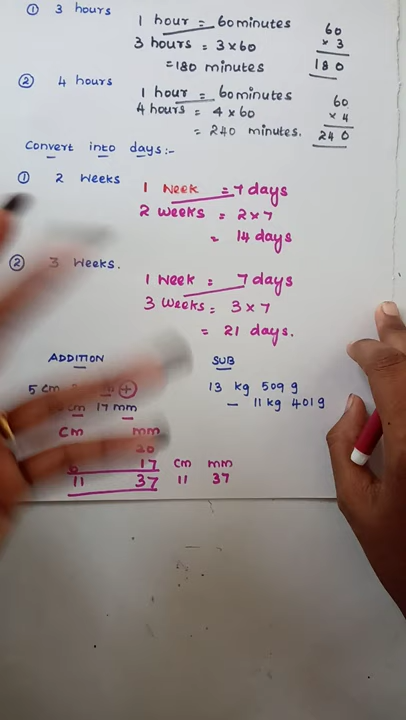 ① 3 hours
1 hour = 60 minutes
3 hours = 3×60
= 180 minutes
60
× 3
180
② 4 hours
1 hour = 60 minutes
4 hours = 4 × 60
= 240 minutes.
60
× 4
240
Convert into days:-
① 2 Weeks
1 Week = 7 days
2 Weeks = 2×7
= 14 days
② 3 Weeks.
1 Week = 7 days
3 Weeks = 3 × 7
= 21 days.
ADDITION
5 cm
+
cm 17 mm
cm mm
20
6 17 cm mm
11 37 11 37
SUB
13 kg 509 g
– 11 kg 401 g